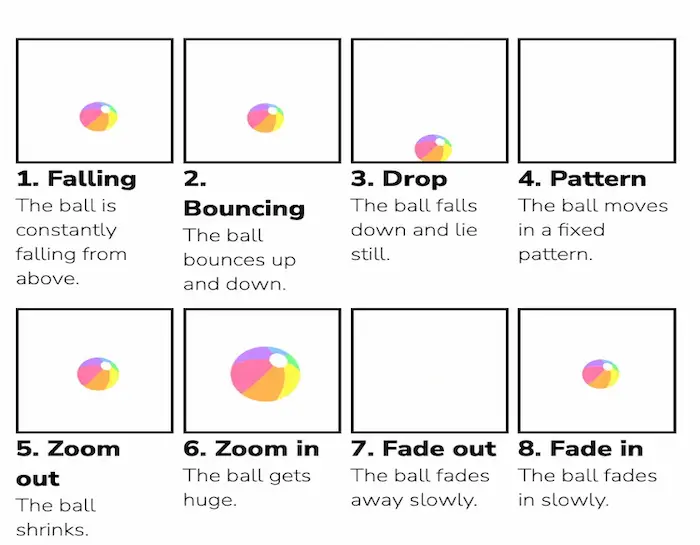 1. Falling
The ball is
constantly
falling from
above.
2.
Bouncing
The ball
bounces up
and down.
3. Drop
The ball falls
down and lie
still.
4. Pattern
The ball moves
in a fixed
pattern.
5. Zoom
out
The ball
shrinks.
6. Zoom in
The ball gets
huge.
7. Fade out
The ball fades
away slowly.
8. Fade in
The ball fades
in slowly.